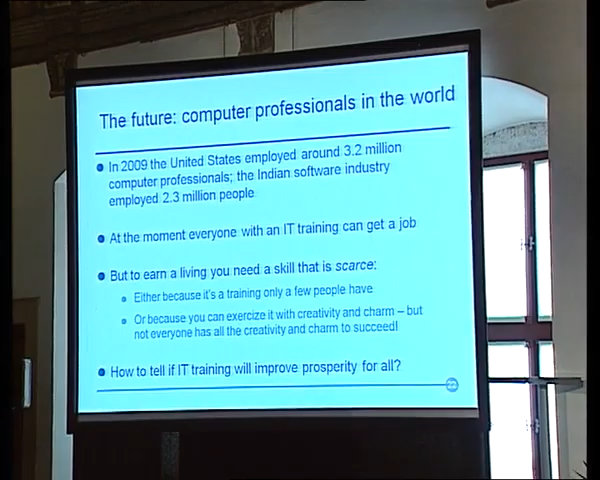 The future: computer professionals in the world
In 2009 the United States employed around 3.2 million
computer professionals; the Indian software industry
employed 2.3 million people
At the moment everyone with an IT training can get a job
But to earn a living you need a skill that is scarce:
Either because it's a training only a few people have
Or because you can exercize it with creativity and charm – but
not everyone has all the creativity and charm to succeed!
How to tell if IT training will improve prosperity for all?